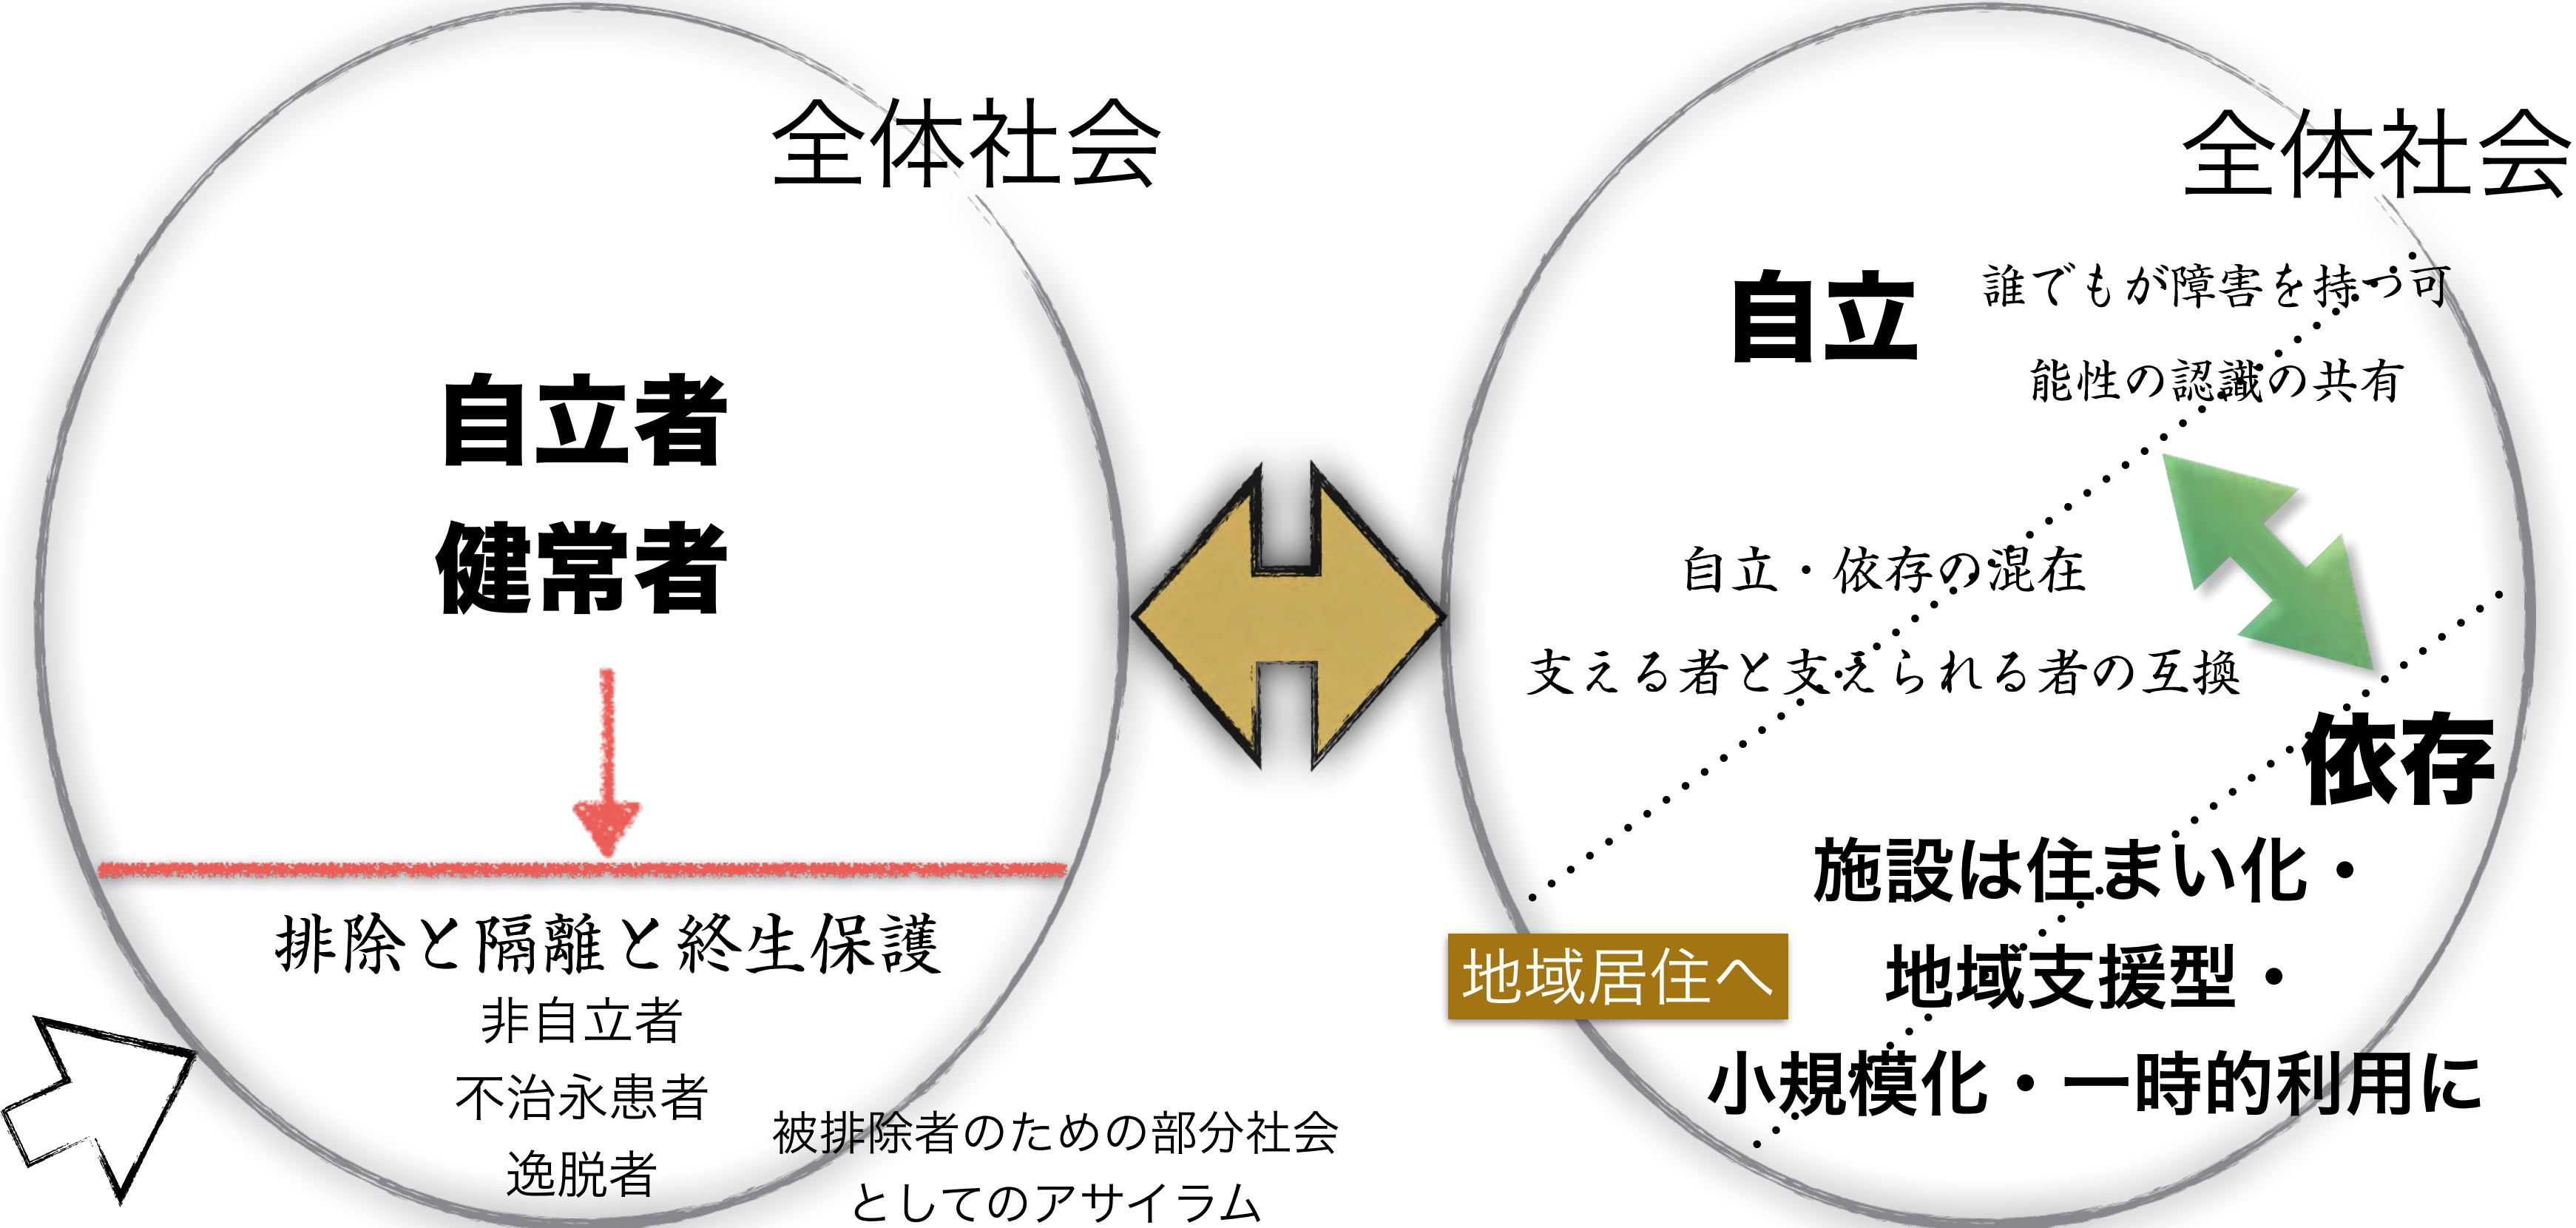 全体社会
自立者
健常者
排除と隔離と終生保護
非自立者
不治永患者
逸脱者
被排除者のための部分社会
としてのアサイラム
全体社会
自立
誰でもが障害を持つ可
能性の認識の共有
自立・依存の混在
支える者と支えられる者の互換
依存
施設は住まい化・
地域支援型・
小規模化・一時的利用に
地域居住へ